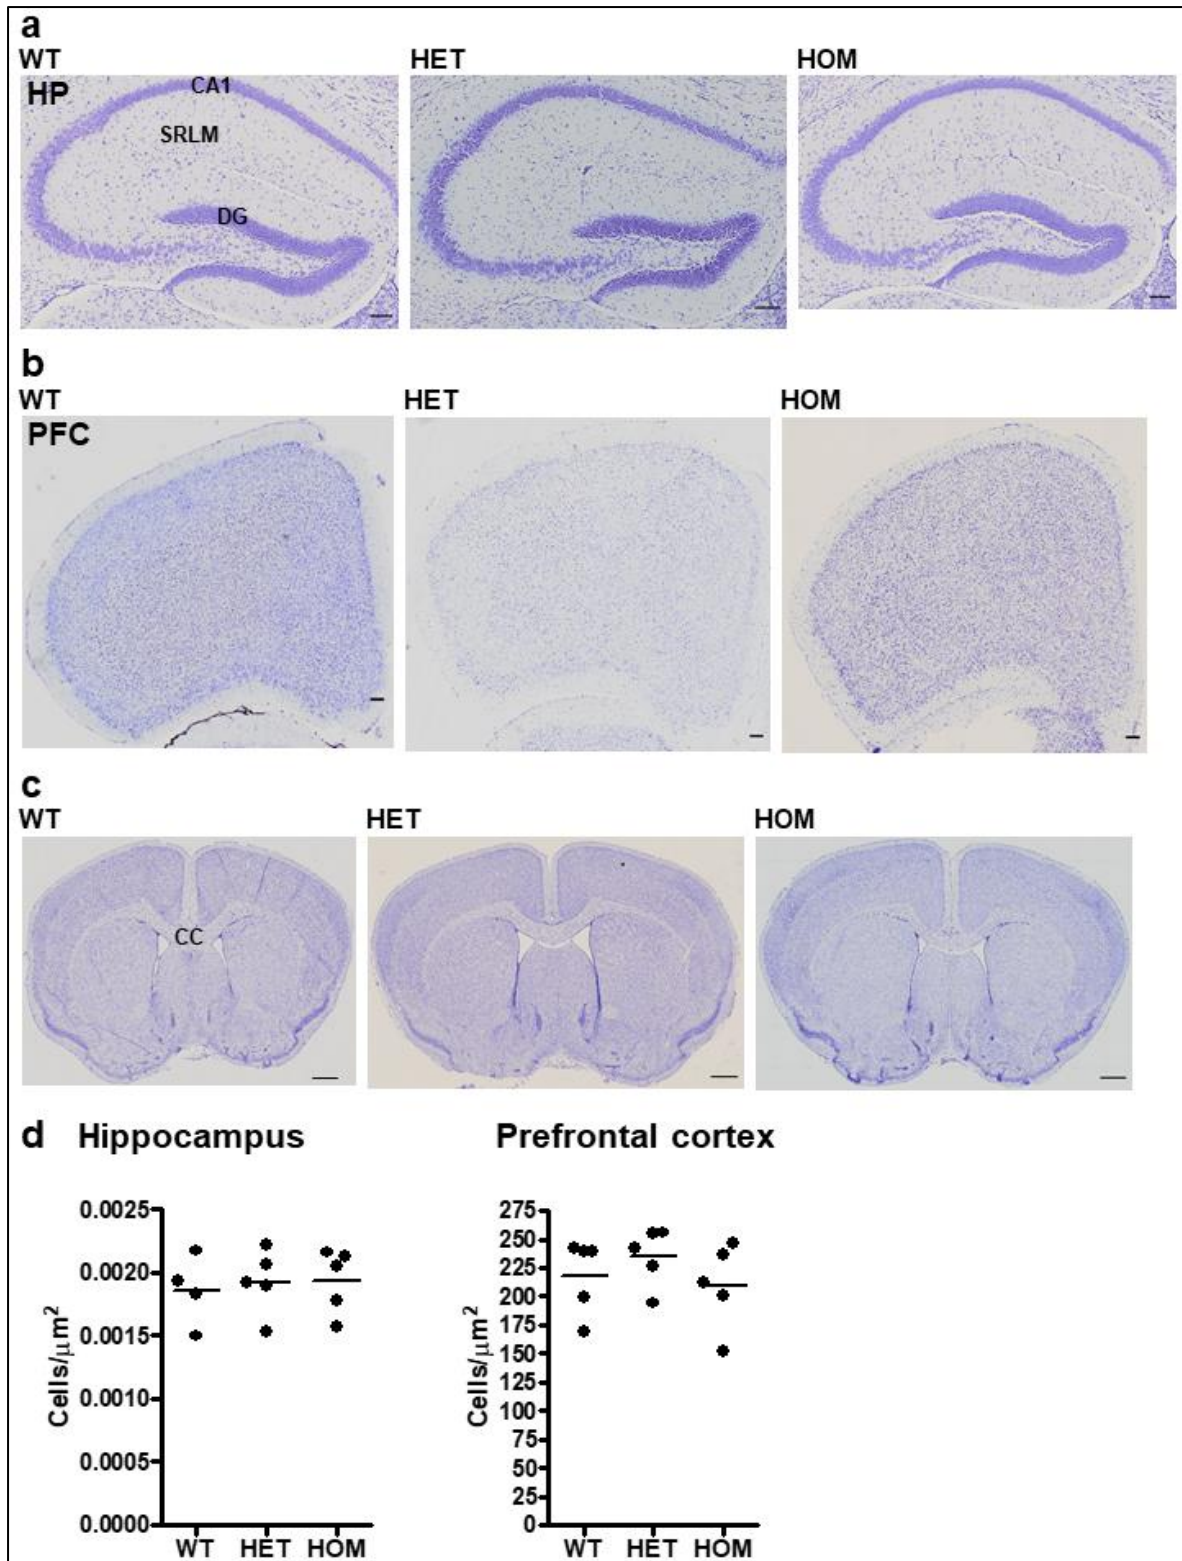 a
WT HET HOM
HP CA1
SRLM
DG
b
WT HET HOM
PFC
c
WT HET HOM
CC
d Hippocampus Prefrontal cortex
Cells/μm²
0.0025
0.0020
0.0015
0.0010
0.0005
0.0000
WT HET HOM
Cells/μm²
275
250
225
200
175
150
125
100
75
50
25
0
WT HET HOM